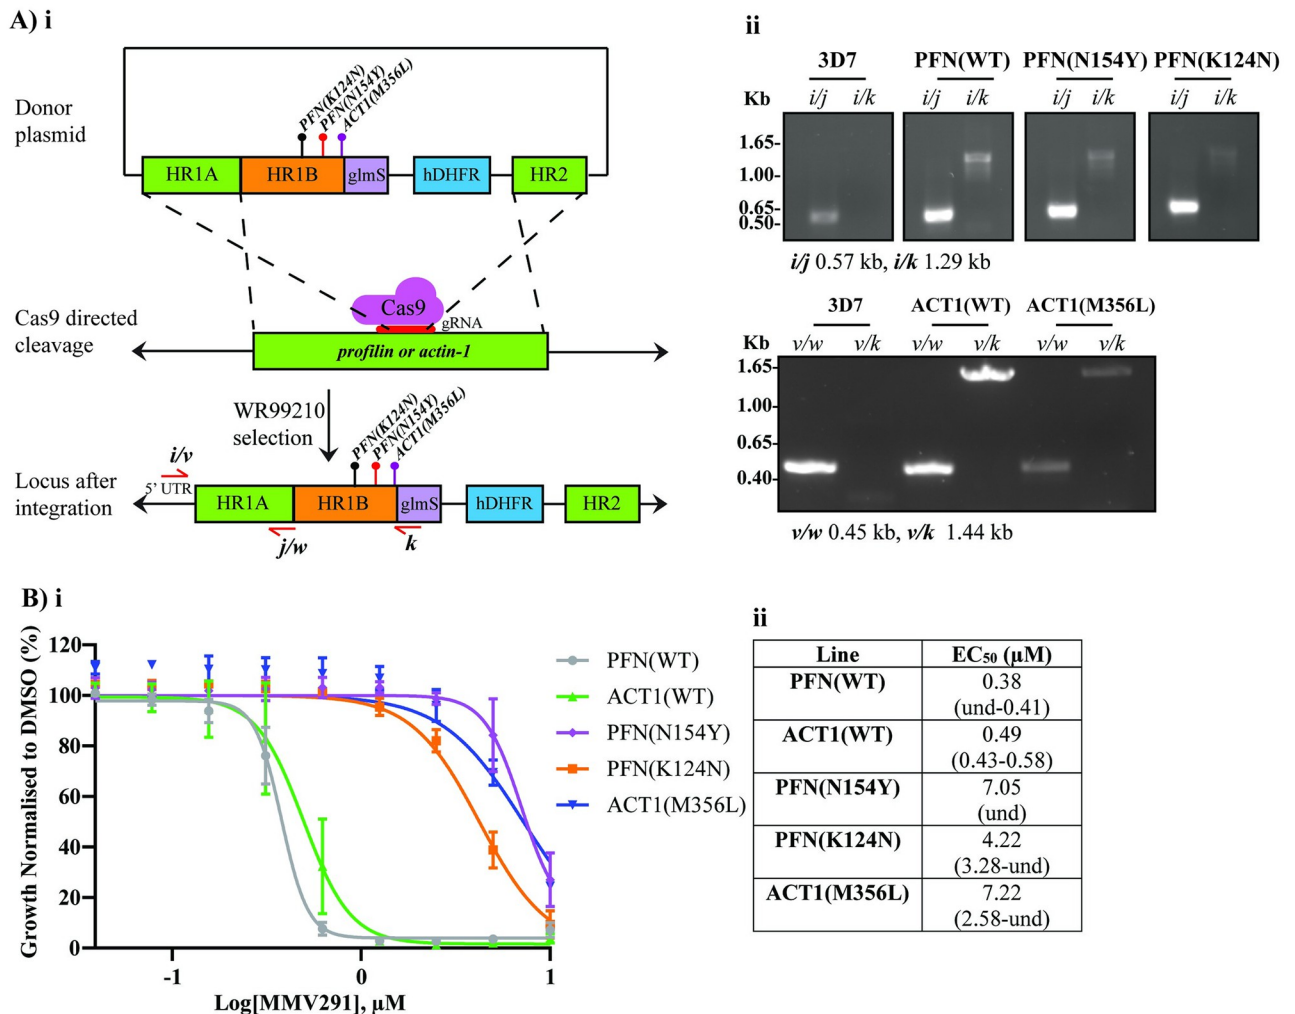 A) i
Donor plasmid
PFN(K124N)
PFN(N154Y)
ACT1(M356L)
HR1A HR1B glmS hDHFR HR2
Cas9 directed cleavage
Cas9
gRNA
profilin or actin-1
WR99210 selection
PFN(K124N)
PFN(N154Y)
ACT1(M356L)
Locus after integration
i/v
5' UTR
HR1A HR1B glmS hDHFR HR2
j/w
k
ii
3D7 PFN(WT) PFN(N154Y) PFN(K124N)
Kb i/j i/k i/j i/k i/j i/k i/j i/k
1.65-
1.00-
0.65-
0.50-
i/j 0.57 kb, i/k 1.29 kb
3D7 ACT1(WT) ACT1(M356L)
Kb v/w v/k v/w v/k v/w v/k
1.65-
1.00-
0.65-
0.40-
v/w 0.45 kb, v/k 1.44 kb
B) i
Growth Normalised to DMSO (%)
120
100
80
60
40
20
0
-1 0 1
Log[MMV291], µM
PFN(WT)
ACT1(WT)
PFN(N154Y)
PFN(K124N)
ACT1(M356L)
ii
Line EC50 (µM)
PFN(WT) 0.38
(und-0.41)
ACT1(WT) 0.49
(0.43-0.58)
PFN(N154Y) 7.05
(und)
PFN(K124N) 4.22
(3.28-und)
ACT1(M356L) 7.22
(2.58-und)